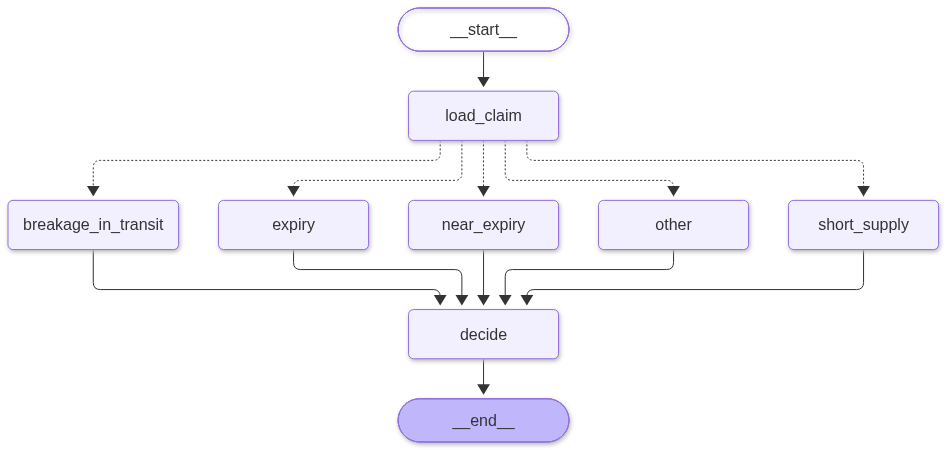 __start__
load_claim
breakage_in_transit
expiry
near_expiry
other
short_supply
decide
__end__